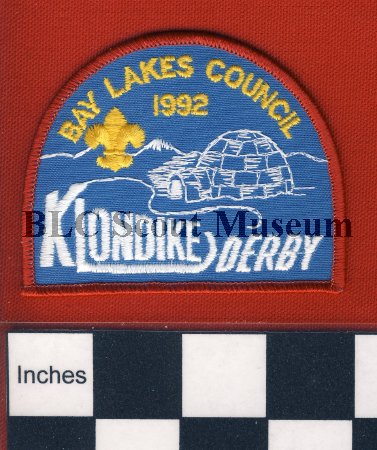 BAY LAKES COUNCIL
1992
BLC Scout Museum
KLONDIKE DERBY
Inches